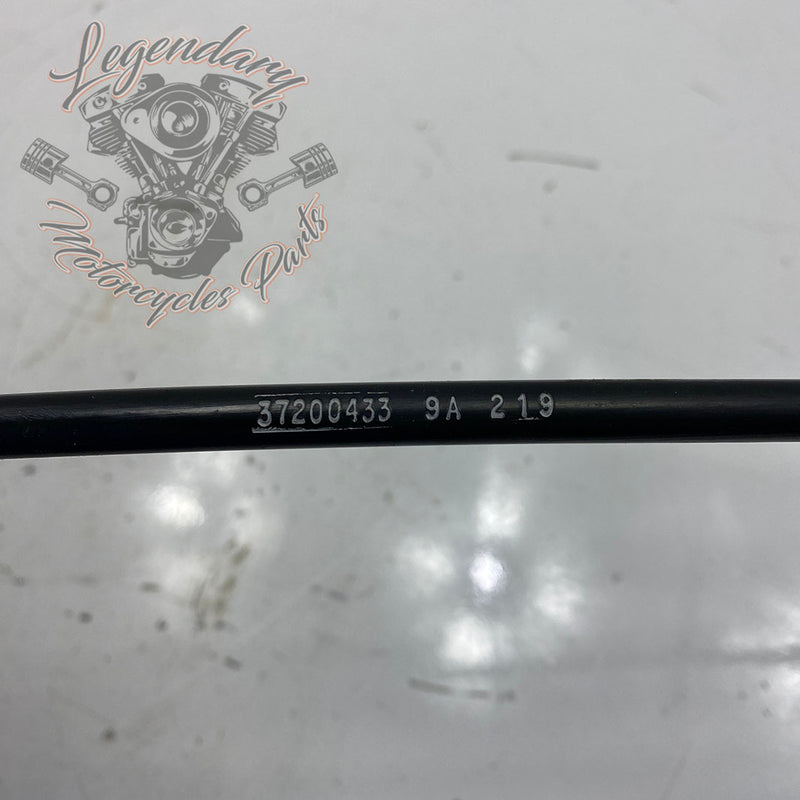 Legendary
Motorcycles Parts
37200433 9A 219